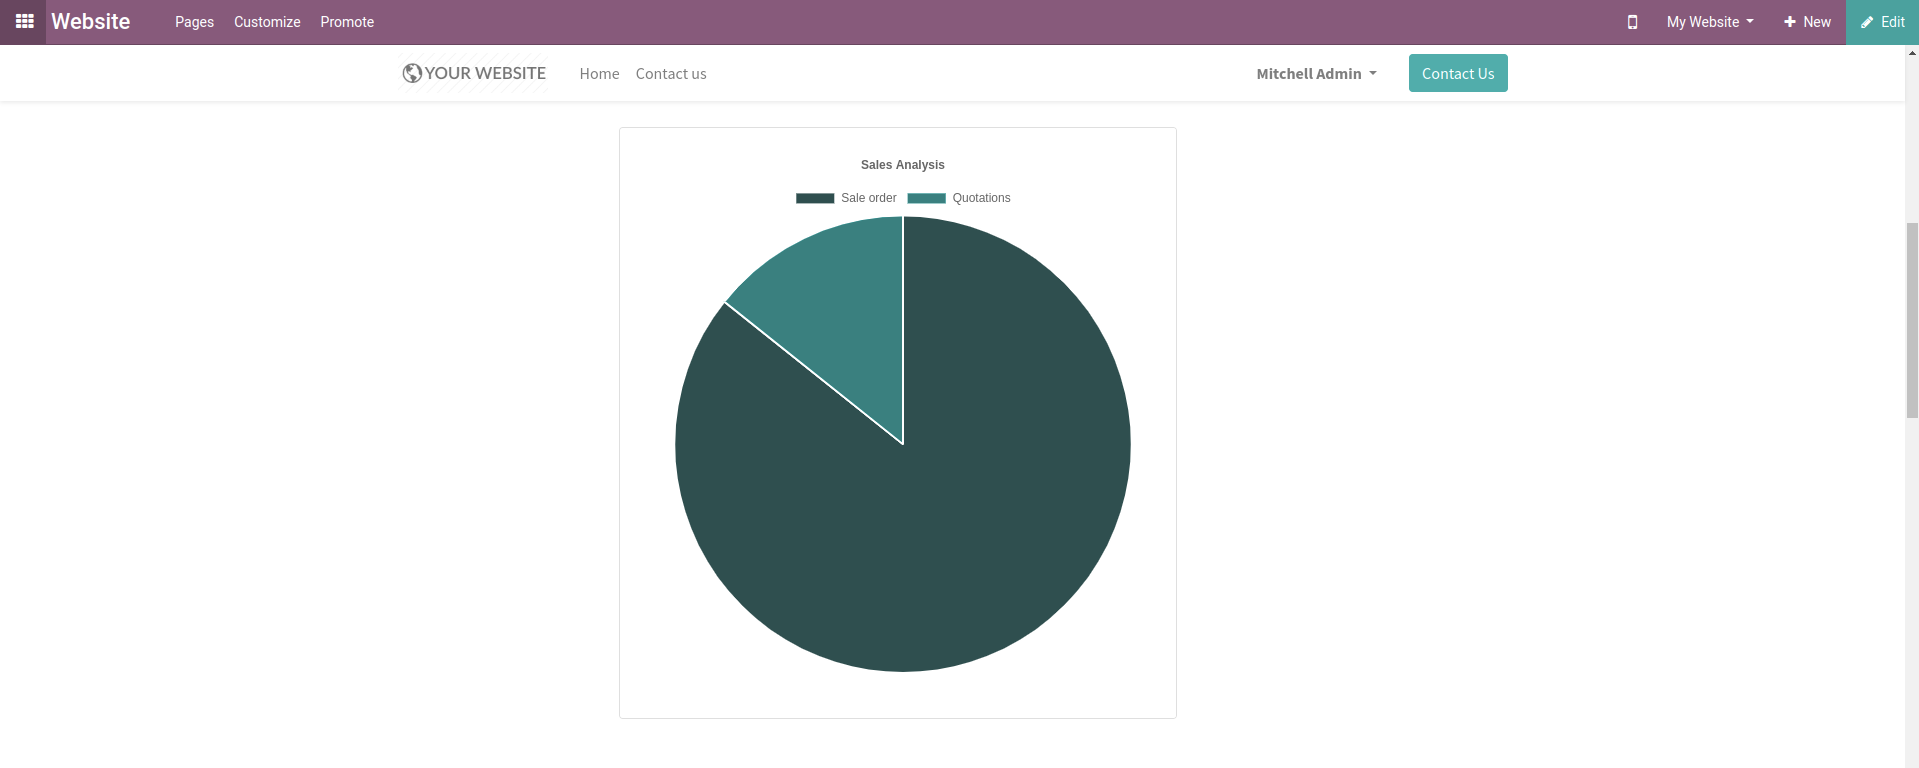 Website Pages Customize Promote My Website New Edit
YOUR WEBSITE Home Contact us Mitchell Admin Contact Us
Sales Analysis
Sale order Quotations